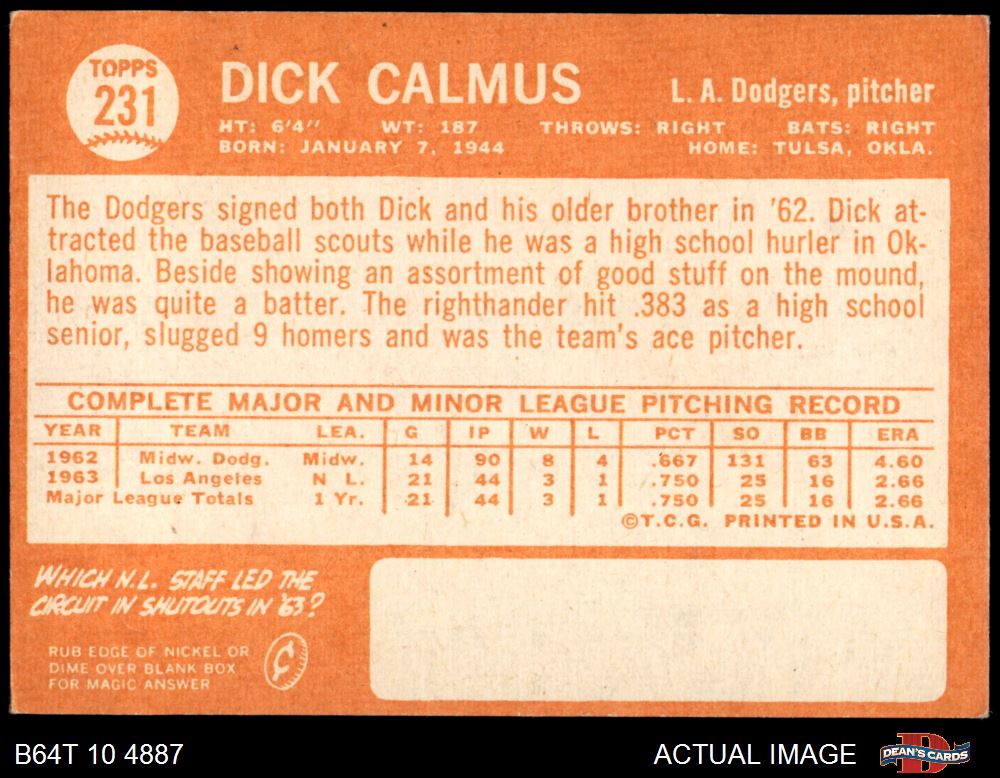 TOPPS
231
DICK CALMUS
L. A. Dodgers, pitcher
HT: 6'4" WT: 187 THROWS: RIGHT BATS: RIGHT
BORN: JANUARY 7, 1944 HOME: TULSA, OKLA.
The Dodgers signed both Dick and his older brother in '62. Dick at-
tracted the baseball scouts while he was a high school hurler in Ok-
lahoma. Beside showing an assortment of good stuff on the mound,
he was quite a batter. The righthander hit .383 as a high school
senior, slugged 9 homers and was the team's ace pitcher.
COMPLETE MAJOR AND MINOR LEAGUE PITCHING RECORD
YEAR TEAM LEA. G IP W L PCT SO BB ERA
1962 Midw. Dodg. Midw. 14 90 8 4 .667 131 63 4.60
1963 Los Angeles N L. 21 44 3 1 .750 25 16 2.66
Major League Totals 1 Yr. 21 44 3 1 .750 25 16 2.66
©T.C.G. PRINTED IN U.S.A.
WHICH N.L. STAFF LED THE
CIRCUIT IN SHUTOUTS IN '63?
RUB EDGE OF NICKEL OR
DIME OVER BLANK BOX
FOR MAGIC ANSWER
B64T 10 4887
ACTUAL IMAGE
DEAN'S CARDS